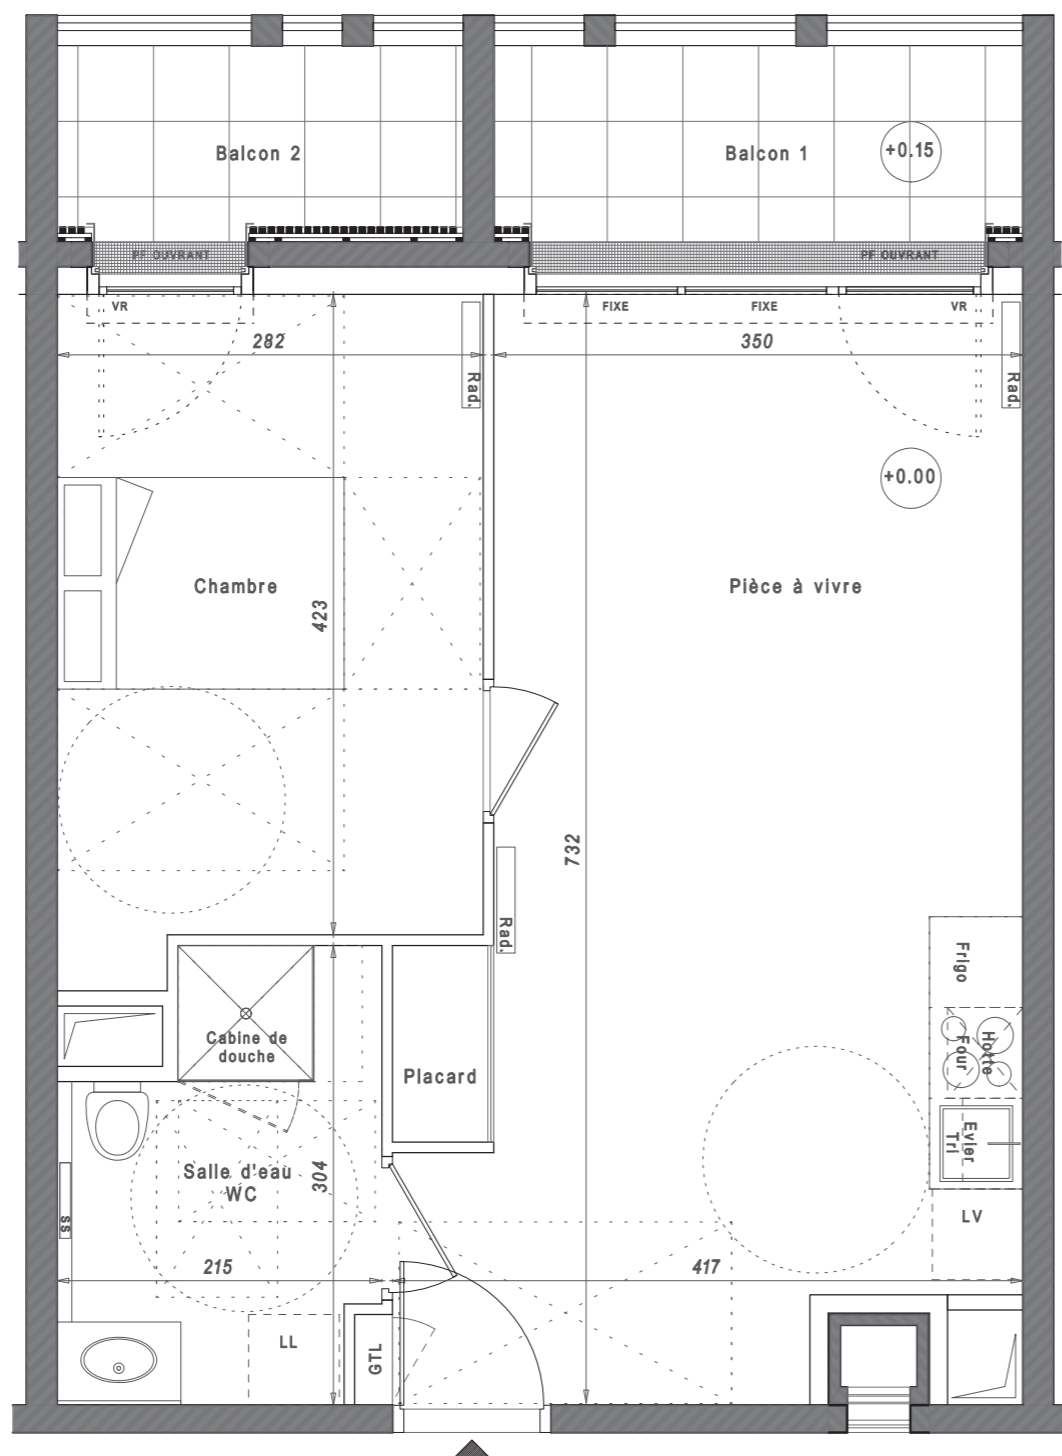 Balcon 2
Balcon 1
+0.15
PF OUVRANT
PF OUVRANT
VR
FIXE
FIXE
VR
282
350
Rad.
Rad.
+0.00
Chambre
Pièce à vivre
423
732
Rad.
Frigo
Hotte
Four
Cabine de
douche
Placard
Evier
Tri
Salle d'eau
WC
304
SS
LV
215
417
LL
GTL